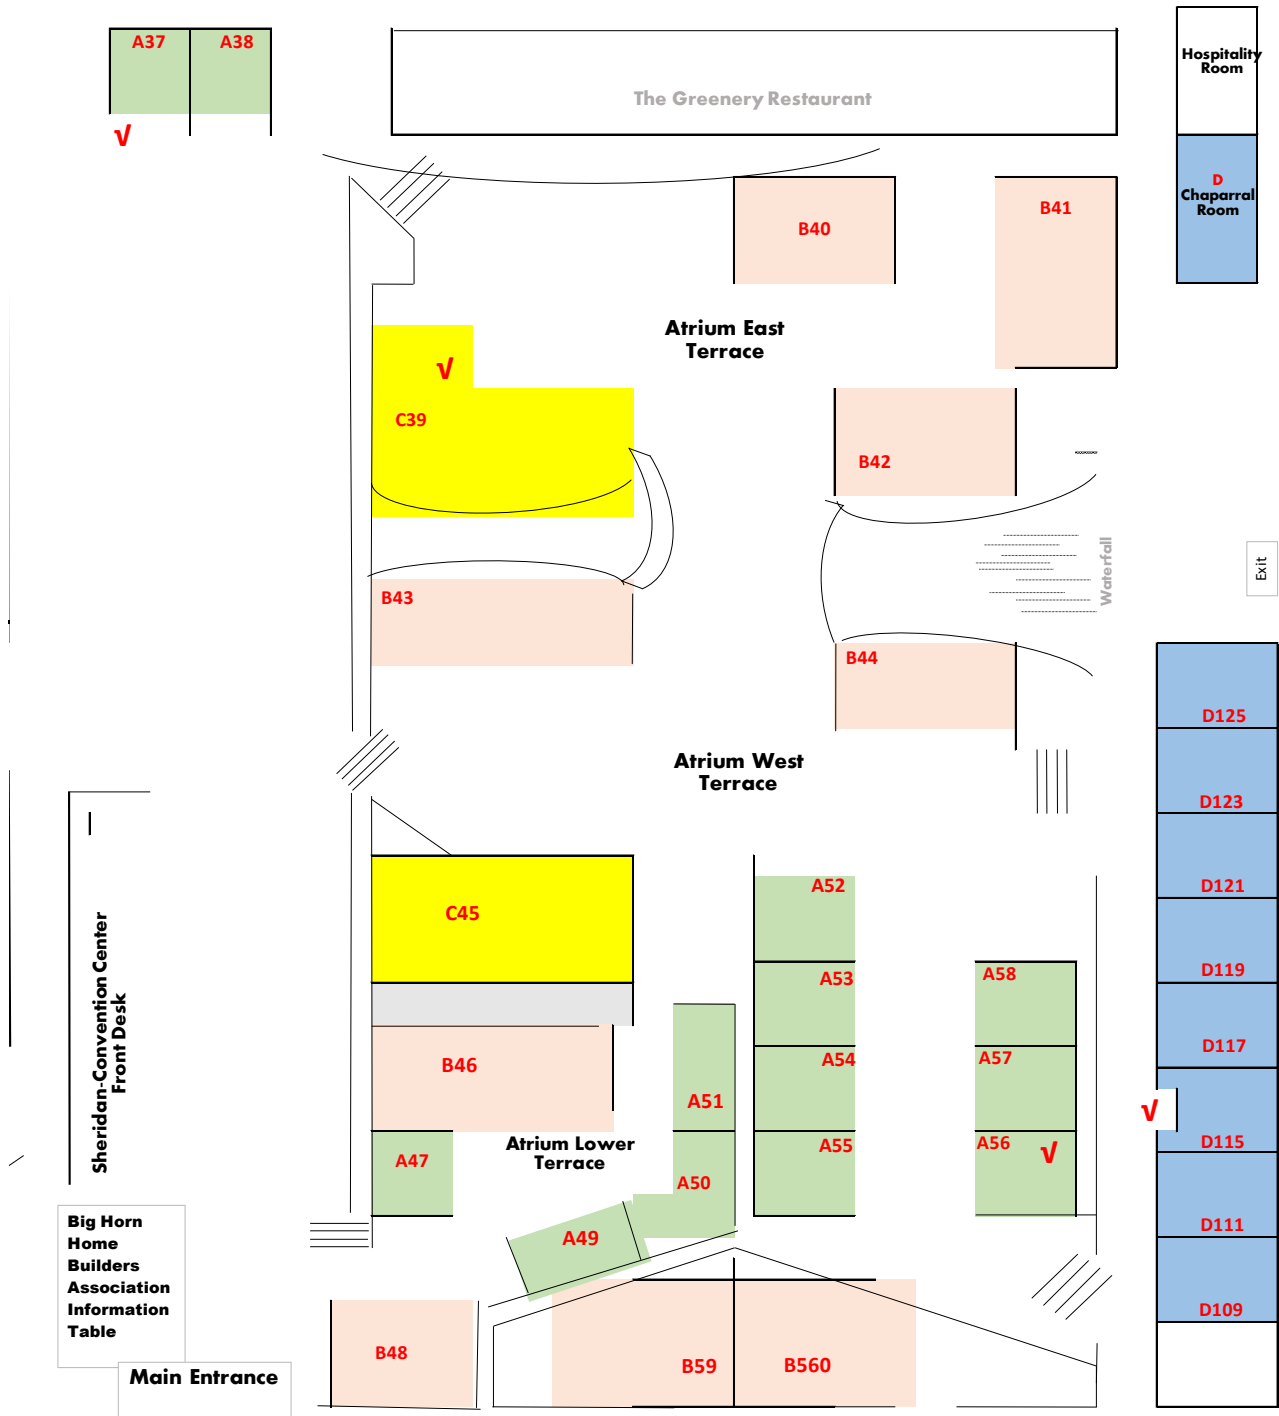 A37
A38
√
The Greenery Restaurant
Hospitality
Room
D
Chaparral
Room
B40
B41
Atrium East
Terrace
√
C39
B42
Waterfall
Exit
B43
B44
D125
Atrium West
Terrace
D123
A52
D121
C45
Sheridan-Convention Center
Front Desk
A53
A58
D119
B46
A54
A57
D117
A51
√
Atrium Lower
Terrace
A55
A56
√
D115
A47
A50
Big Horn
Home
Builders
Association
Information
Table
A49
D111
D109
B48
B59
B560
Main Entrance